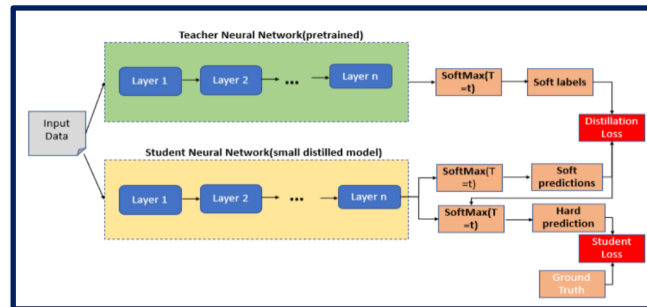 Teacher Neural Network(pretrained)
Layer 1
Layer 2
...
Layer n
SoftMax(T
=t)
Soft labels
Input
Data
Distillation
Loss
Student Neural Network(small distilled model)
Layer 1
Layer 2
...
Layer n
SoftMax(T
=t)
Soft
predictions
SoftMax(T
=t)
Hard
prediction
Student
Loss
Ground
Truth